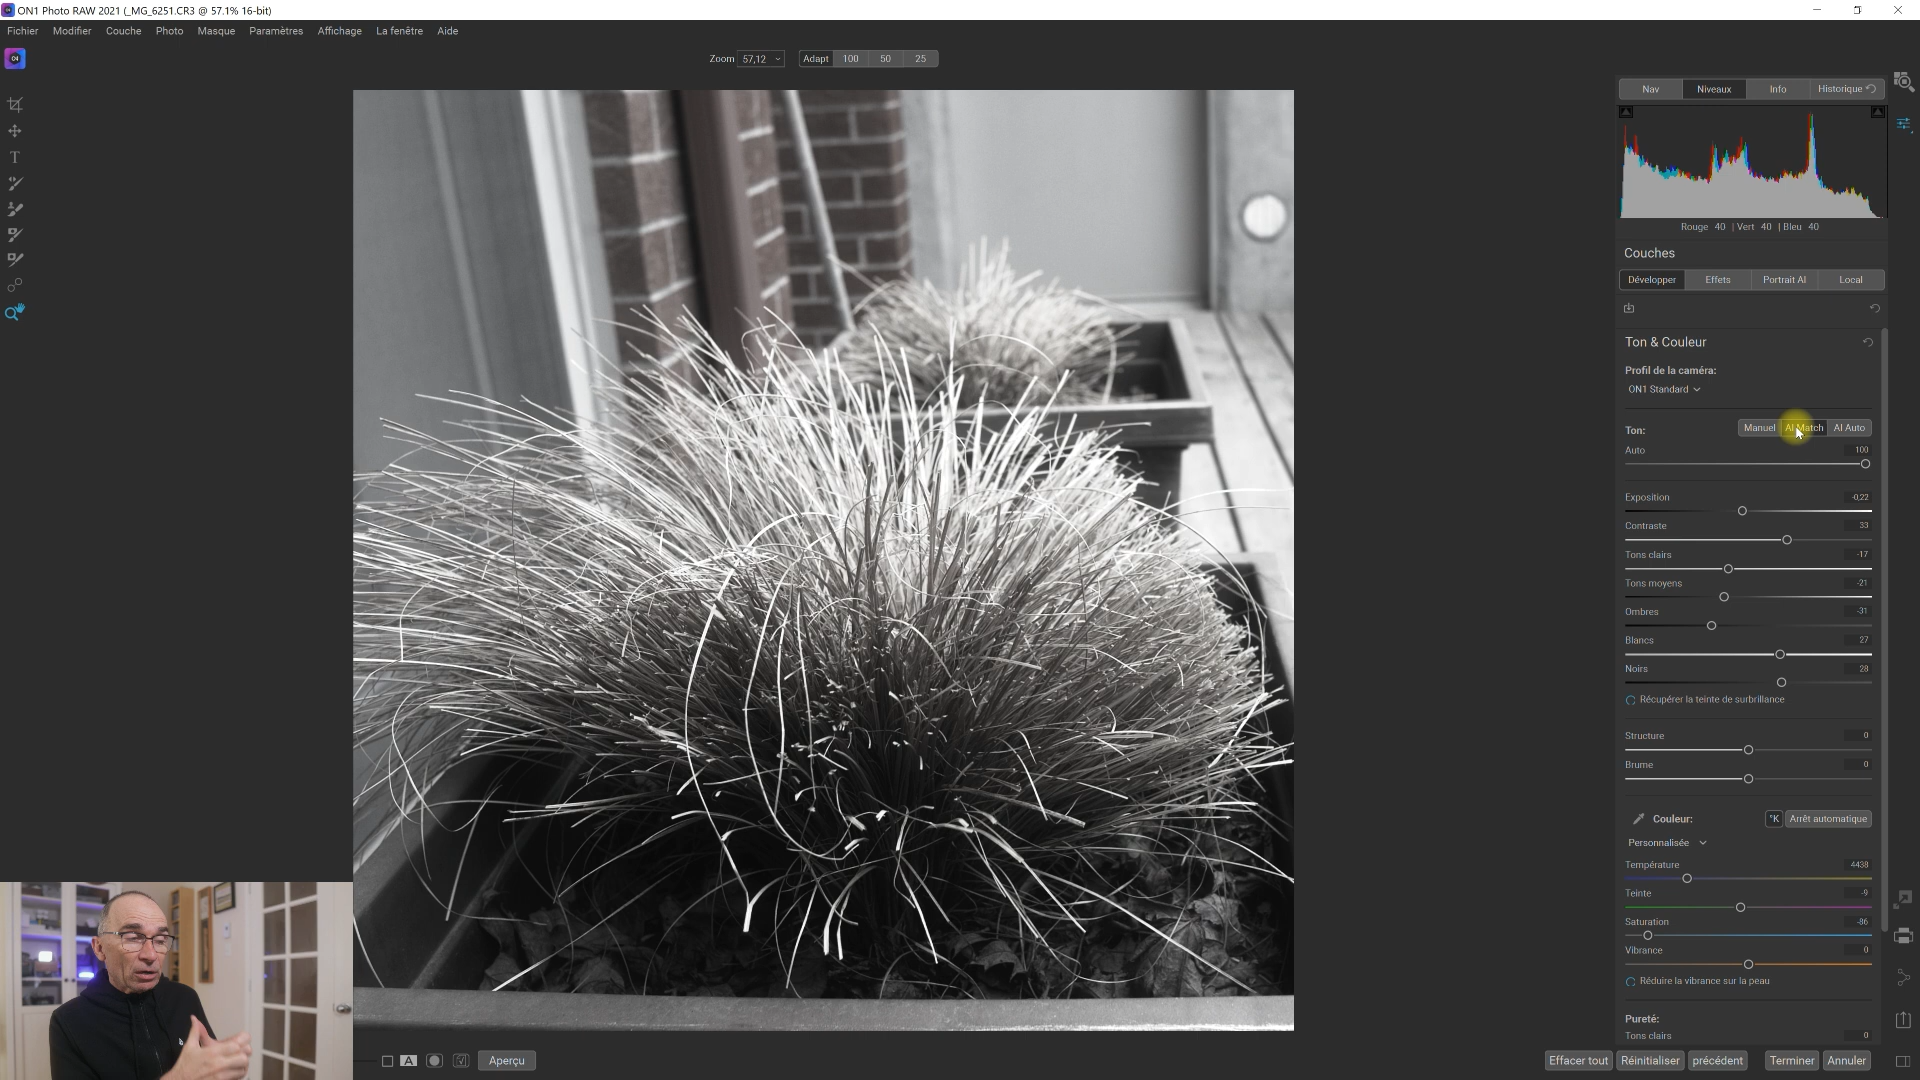 ON1 Photo RAW 2021 (_MG_6251.CR3 @ 57.1% 16-bit)
Fichier Modifier Couche Photo Masque Paramètres Affichage La fenêtre Aide
Zoom 57,12 Adapt 100 50 25
Nav Niveaux Info Historique
Rouge 40 | Vert 40 | Bleu 40
Couches
Développer Effets Portrait AI Local
Ton & Couleur
Profil de la caméra:
ON1 Standard
Ton: Manuel AI Match AI Auto
Auto 100
Exposition -0,22
Contraste 33
Tons clairs -17
Tons moyens -21
Ombres -31
Blancs 27
Noirs 28
Récupérer la teinte de surbrillance
Structure 0
Brume 0
Couleur: °K Arrêt automatique
Personnalisée
Température 4438
Teinte -9
Saturation -86
Vibrance 0
Réduire la vibrance sur la peau
Pureté:
Tons clairs 0
A Aperçu Effacer tout Réinitialiser précédent Terminer Annuler